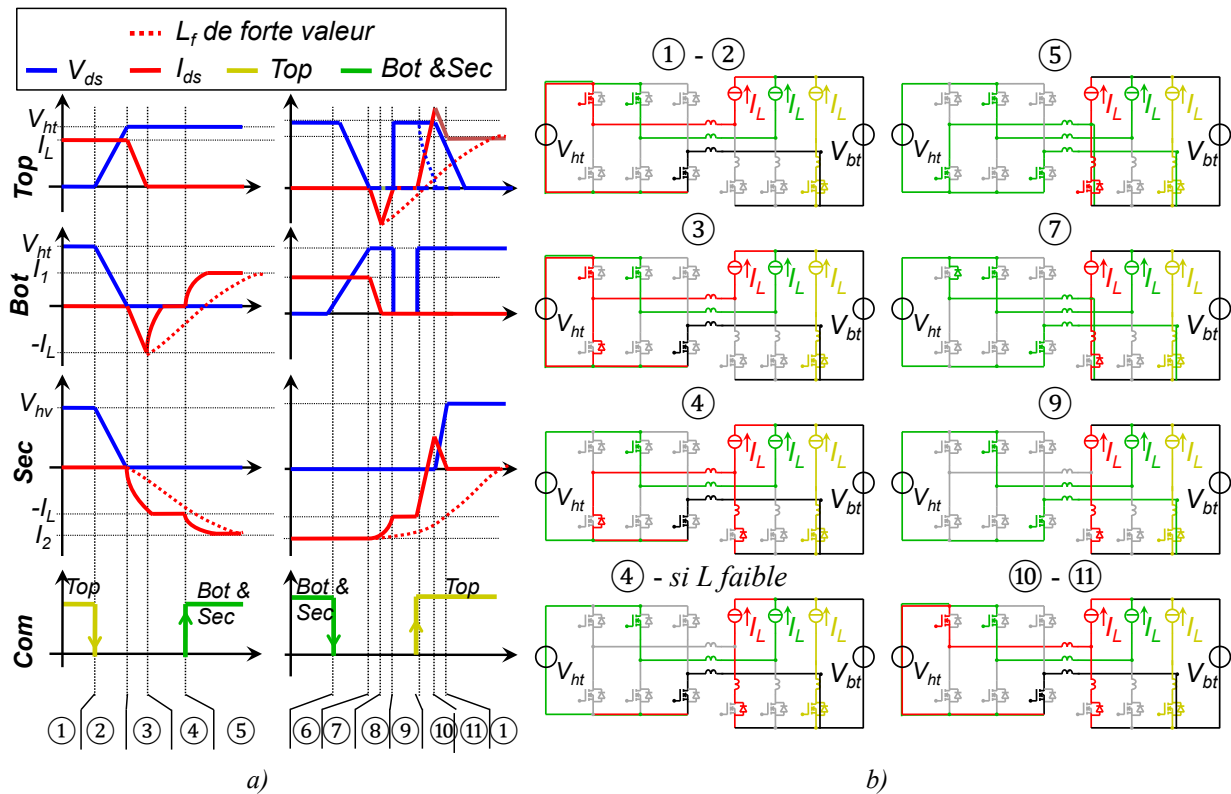 L_f de forte valeur
V_ds I_ds Top Bot &Sec
V_ht
I_L
Top
V_ht
I_1
Bot
-I_L
V_hv
Sec
-I_L
I_2
Com
Top
Bot &
Sec
Bot &
Sec
Top
① ② ③ ④ ⑤ ⑥ ⑦ ⑧ ⑨ ⑩ ⑪ ①
a)
① - ②
V_ht
I_L I_L I_L
V_bt
⑤
V_ht
I_L I_L I_L
V_bt
③
V_ht
I_L I_L I_L
V_bt
⑦
V_ht
I_L I_L I_L
V_bt
④
V_ht
I_L I_L I_L
V_bt
⑨
V_ht
I_L I_L I_L
V_bt
④ - si L faible
V_ht
I_L I_L I_L
V_bt
⑩ - ⑪
V_ht
I_L I_L I_L
V_bt
b)